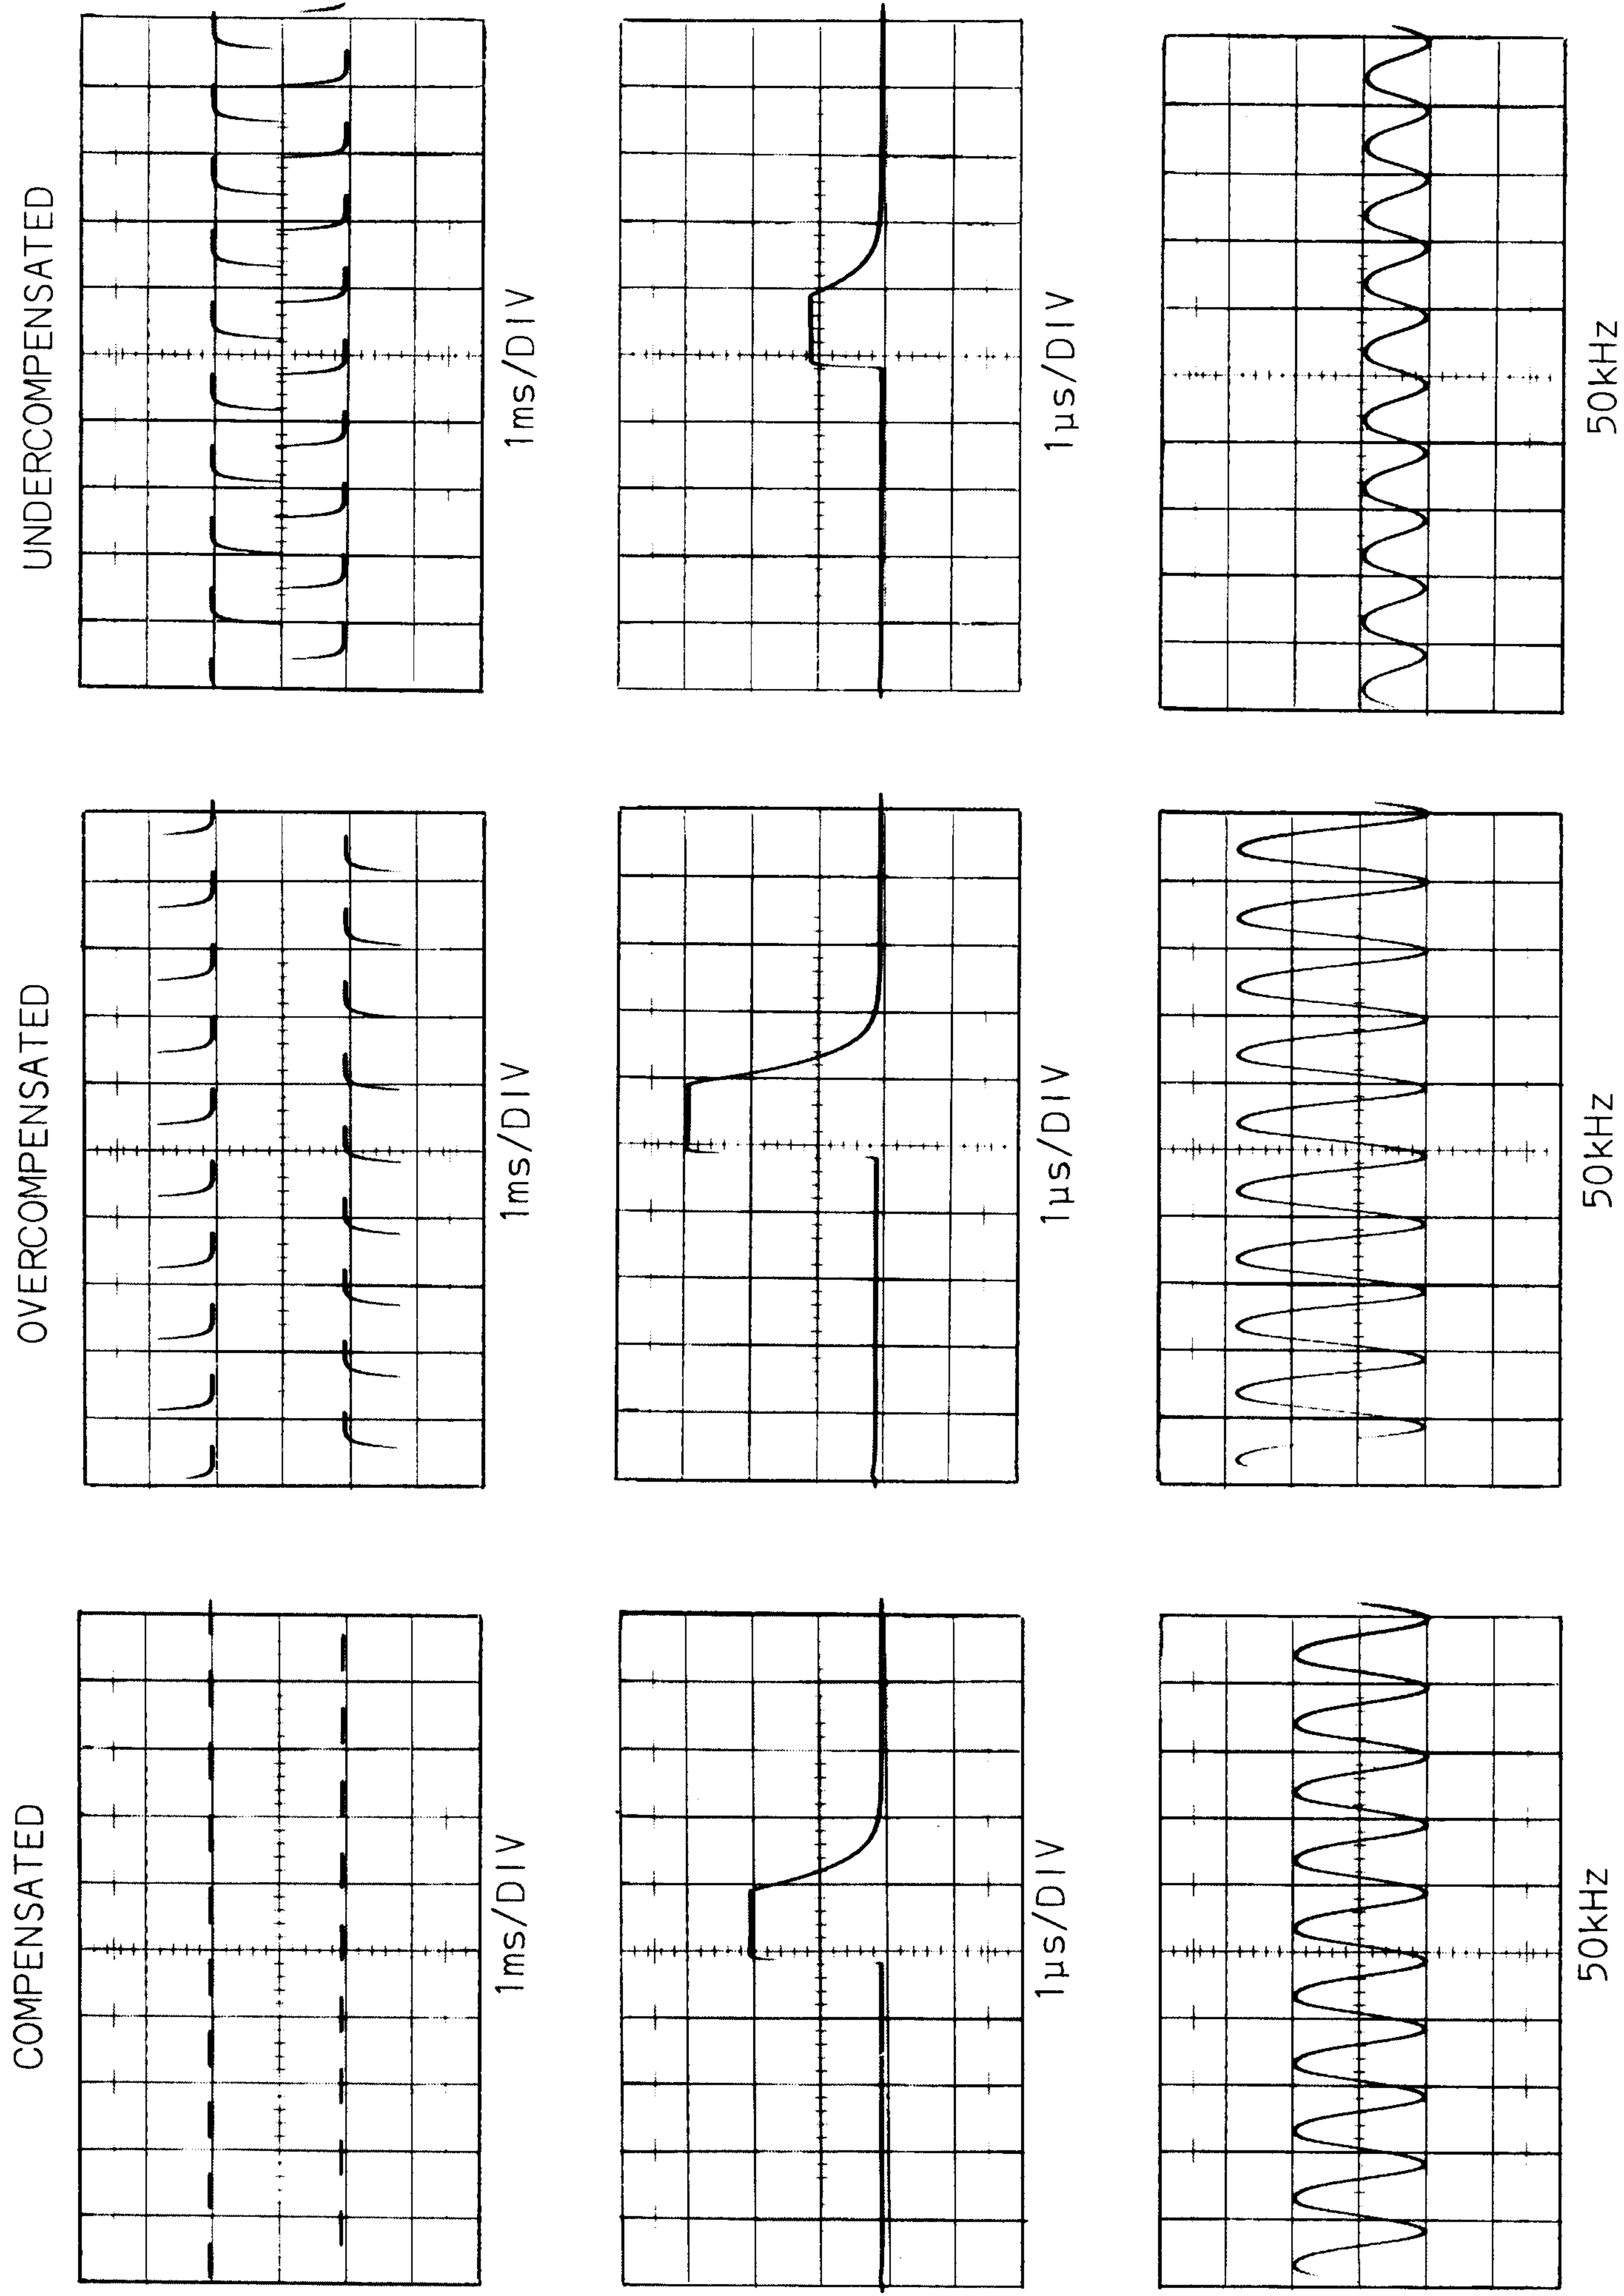 COMPENSATED
1ms/DIV
1µs/DIV
50kHz
OVERCOMPENSATED
1ms/DIV
1µs/DIV
50kHz
UNDERCOMPENSATED
1ms/DIV
1µs/DIV
50kHz